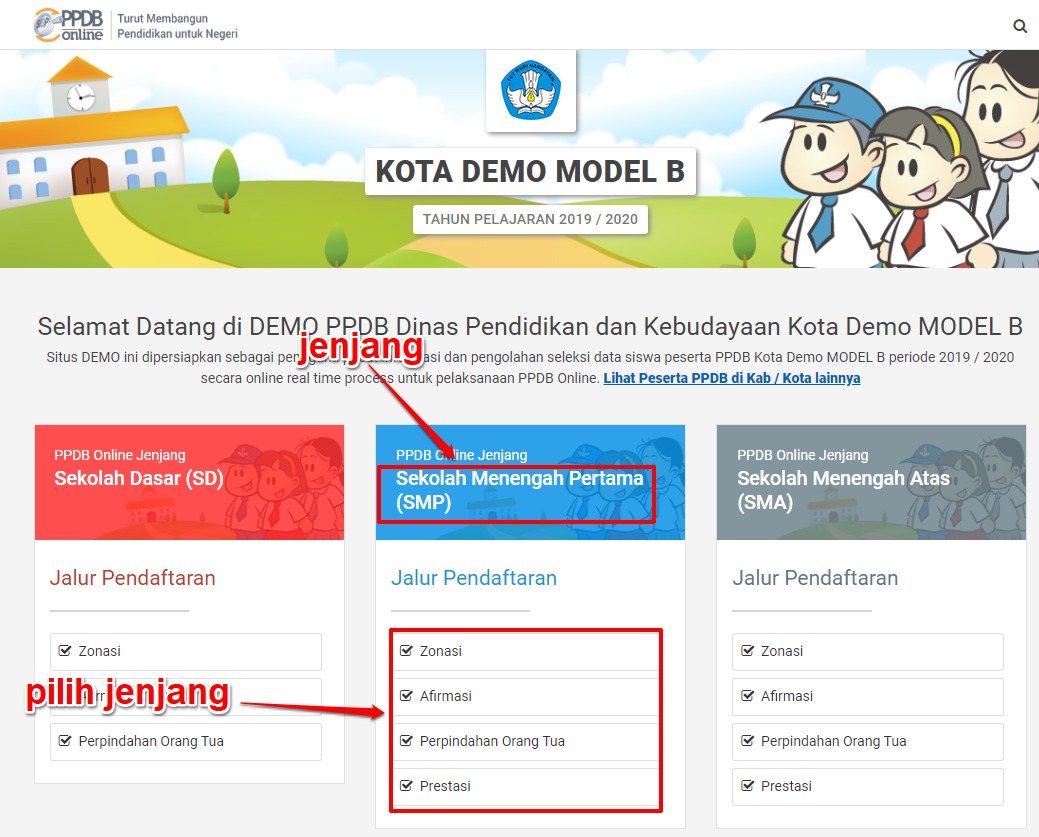 PPDB
online
Turut Membangun
Pendidikan untuk Negeri
TUT WURI HANDAYANI
KOTA DEMO MODEL B
TAHUN PELAJARAN 2019 / 2020
Selamat Datang di DEMO PPDB Dinas Pendidikan dan Kebudayaan Kota Demo MODEL B
jenjang
Situs DEMO ini dipersiapkan sebagai dan pengolahan seleksi data siswa peserta PPDB Kota Demo MODEL B periode 2019 / 2020
secara online real time process untuk pelaksanaan PPDB Online. Lihat Peserta PPDB di Kab / Kota lainnya
PPDB Online Jenjang
Sekolah Dasar (SD)
Jalur Pendaftaran
Zonasi
pilih jenjang
Perpindahan Orang Tua
PPDB Online Jenjang
Sekolah Menengah Pertama
(SMP)
Jalur Pendaftaran
Zonasi
Afirmasi
Perpindahan Orang Tua
Prestasi
PPDB Online Jenjang
Sekolah Menengah Atas
(SMA)
Jalur Pendaftaran
Zonasi
Afirmasi
Perpindahan Orang Tua
Prestasi